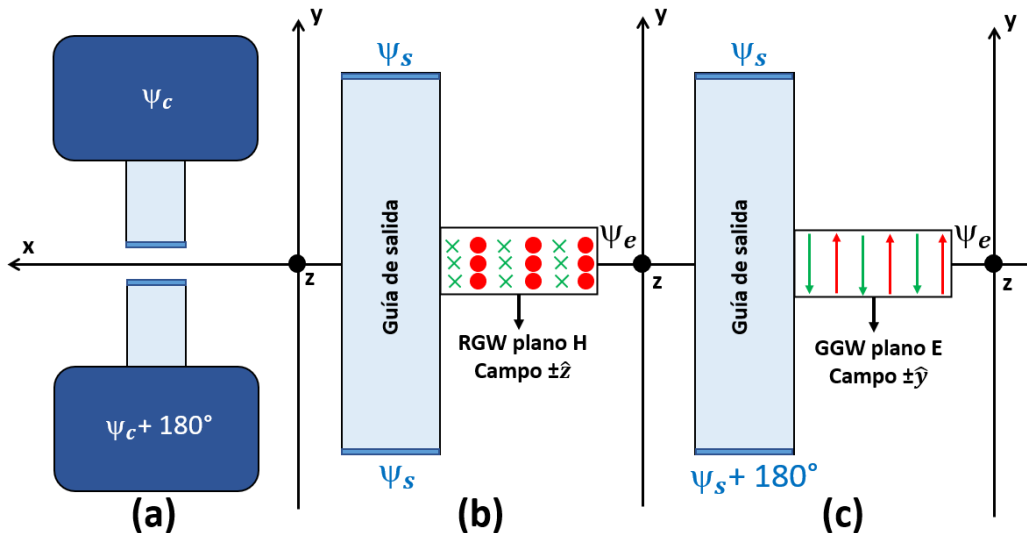 y
ψc
x
z
ψc + 180°
(a)
y
ψs
Guía de salida
ψe
z
RGW plano H
Campo ±ẑ
ψs
(b)
y
ψs
Guía de salida
ψe
z
GGW plano E
Campo ±ŷ
ψs + 180°
(c)